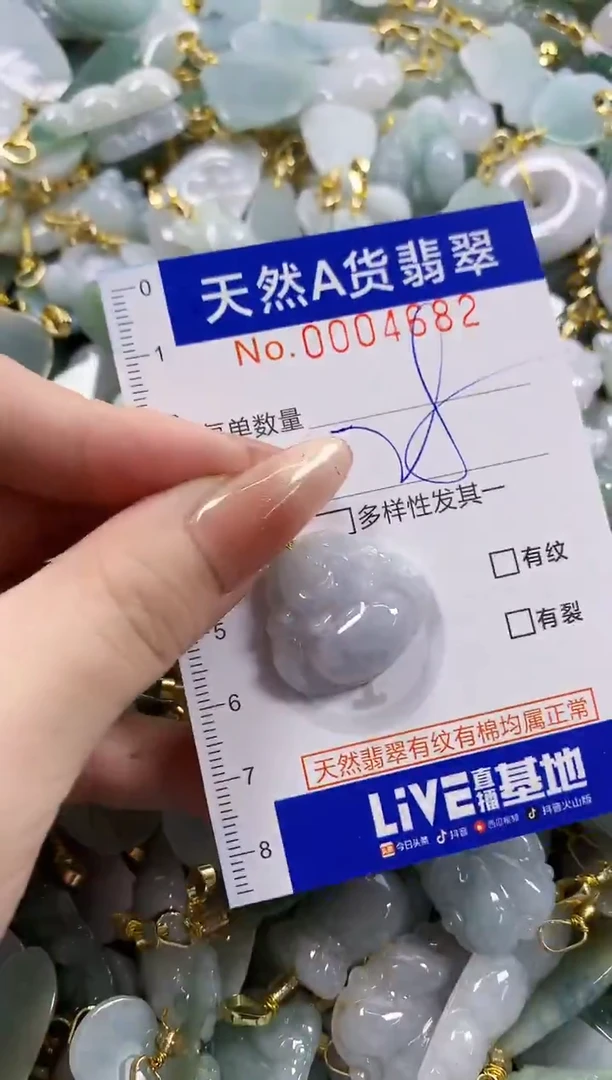 天然A货翡翠
No.0004682
0
1
单数量
多样性发其一
有纹
有裂
5
6
7
8
天然翡翠有纹有棉均属正常
LiVE直播基地
今日头条 抖音 西瓜视频 抖音火山版